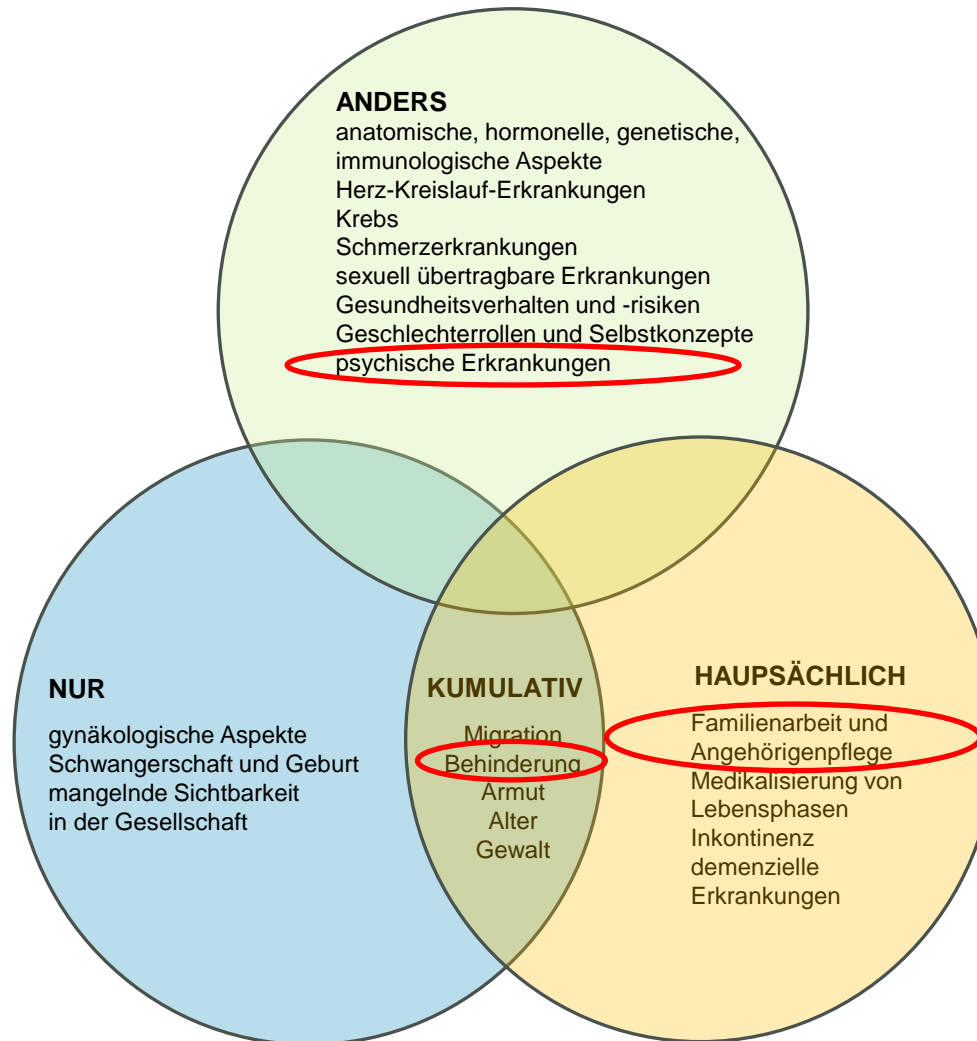 ANDERS
anatomische, hormonelle, genetische,
immunologische Aspekte
Herz-Kreislauf-Erkrankungen
Krebs
Schmerzerkrankungen
sexuell übertragbare Erkrankungen
Gesundheitsverhalten und -risiken
Geschlechterrollen und Selbstkonzepte
psychische Erkrankungen
NUR
gynäkologische Aspekte
Schwangerschaft und Geburt
mangelnde Sichtbarkeit
in der Gesellschaft
KUMULATIV
Migration
Behinderung
Armut
Alter
Gewalt
HAUPSÄCHLICH
Familienarbeit und
Angehörigenpflege
Medikalisierung von
Lebensphasen
Inkontinenz
demenzielle
Erkrankungen